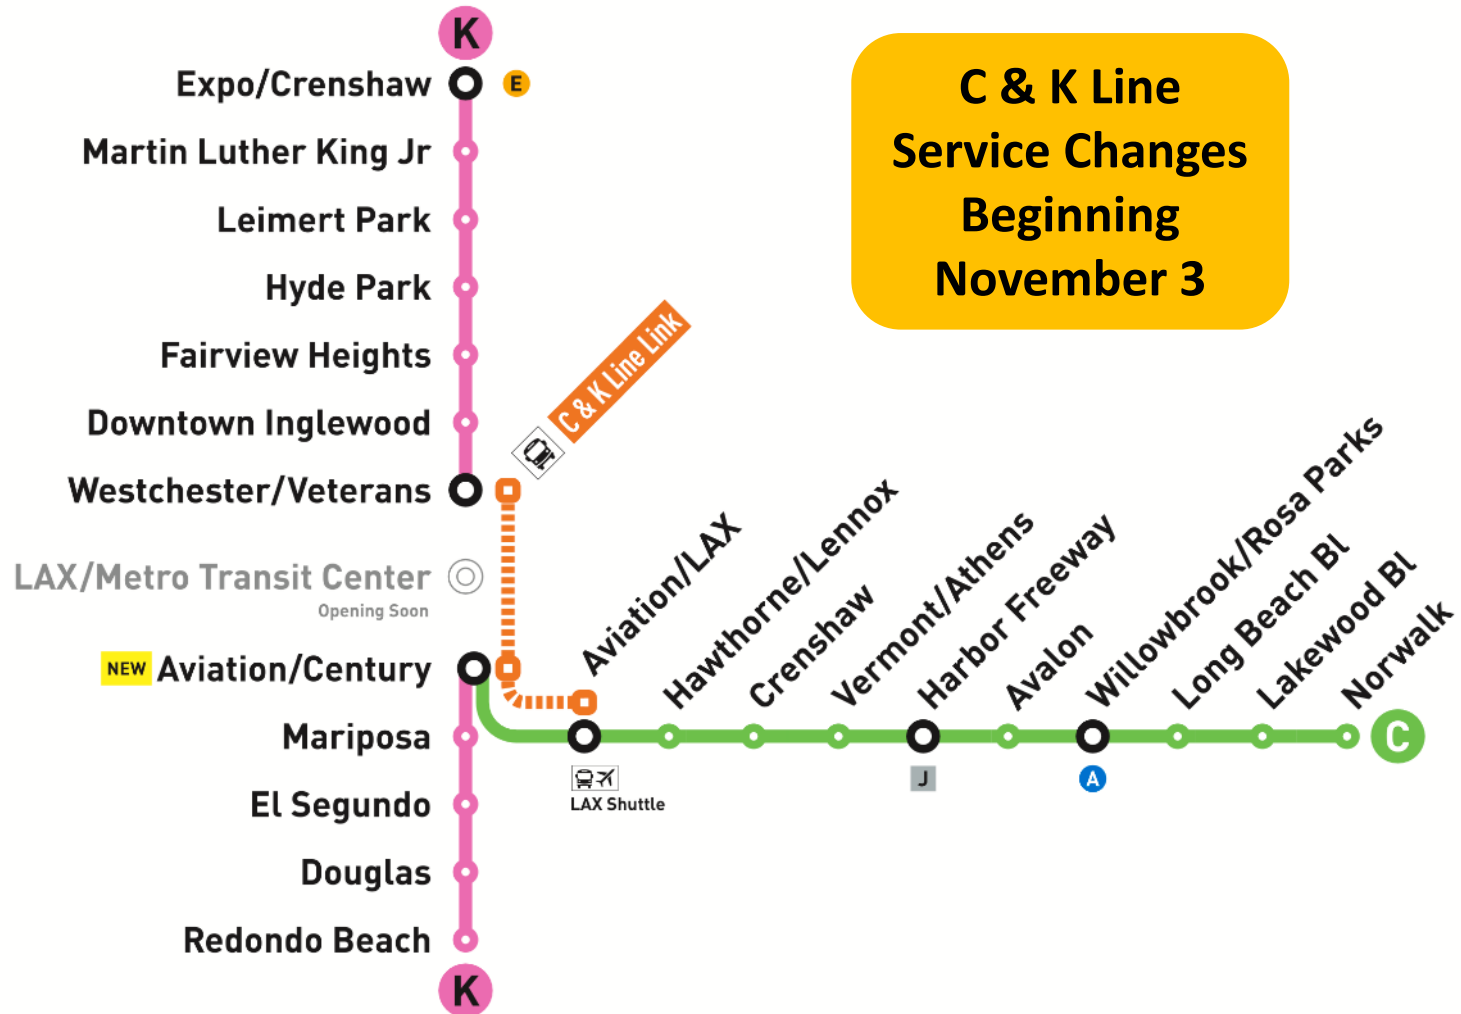 K
Expo/Crenshaw
E
Martin Luther King Jr
Leimert Park
Hyde Park
Fairview Heights
Downtown Inglewood
Westchester/Veterans
LAX/Metro Transit Center
Opening Soon
NEW Aviation/Century
Mariposa
El Segundo
Douglas
Redondo Beach
K
C & K Line
Service Changes
Beginning
November 3
C & K Line Link
Aviation/LAX
Hawthorne/Lennox
Crenshaw
Vermont/Athens
Harbor Freeway
Avalon
Willowbrook/Rosa Parks
Long Beach Bl
Lakewood Bl
Norwalk
C
LAX Shuttle
J
A